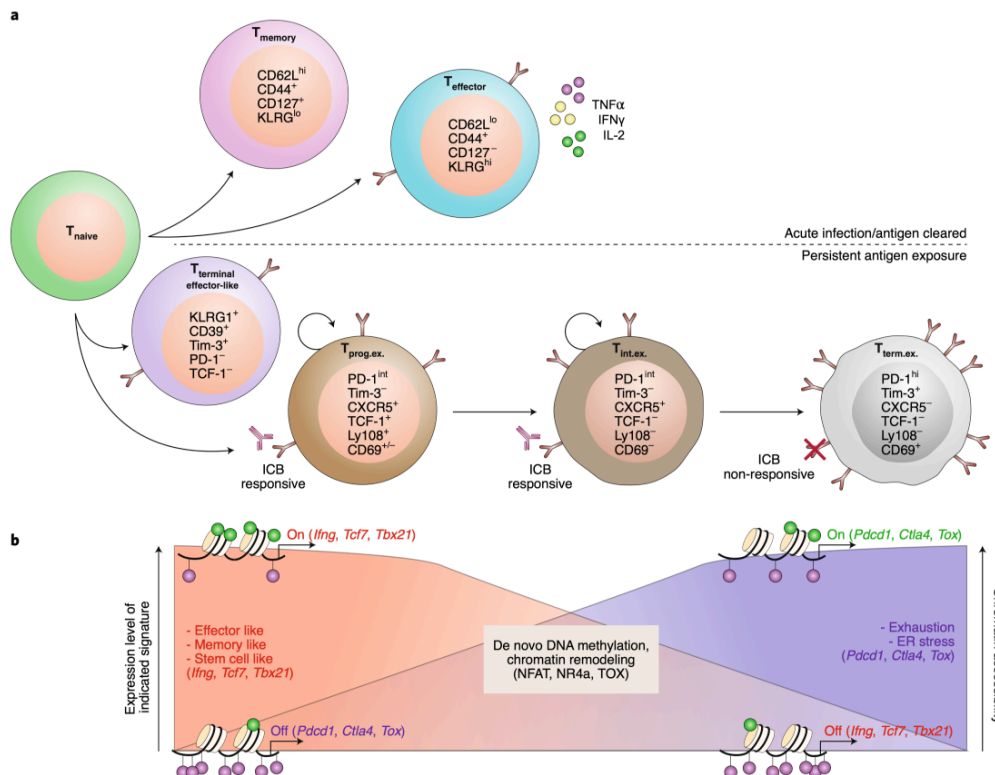 a
T memory
CD62L hi
CD44+
CD127+
KLRG lo
T effector
CD62L lo
CD44+
CD127−
KLRG hi
TNFα
IFNγ
IL-2
T naive
Acute infection/antigen cleared
Persistent antigen exposure
T terminal
effector-like
KLRG1+
CD39+
Tim-3+
PD-1−
TCF-1−
T prog.ex.
PD-1 int
Tim-3−
CXCR5+
TCF-1+
Ly108+
CD69+/−
T int.ex.
PD-1 int
Tim-3−
CXCR5+
TCF-1−
Ly108−
CD69−
T term.ex.
PD-1 hi
Tim-3+
CXCR5−
TCF-1−
Ly108−
CD69+
ICB
responsive
ICB
responsive
ICB
non-responsive
b
On (Ifng, Tcf7, Tbx21)
On (Pdcd1, Ctla4, Tox)
Expression level of
indicated signature
- Effector like
- Memory like
- Stem cell like
(Ifng, Tcf7, Tbx21)
De novo DNA methylation,
chromatin remodeling
(NFAT, NR4a, TOX)
- Exhaustion
- ER stress
(Pdcd1, Ctla4, Tox)
Off (Pdcd1, Ctla4, Tox)
Off (Ifng, Tcf7, Tbx21)